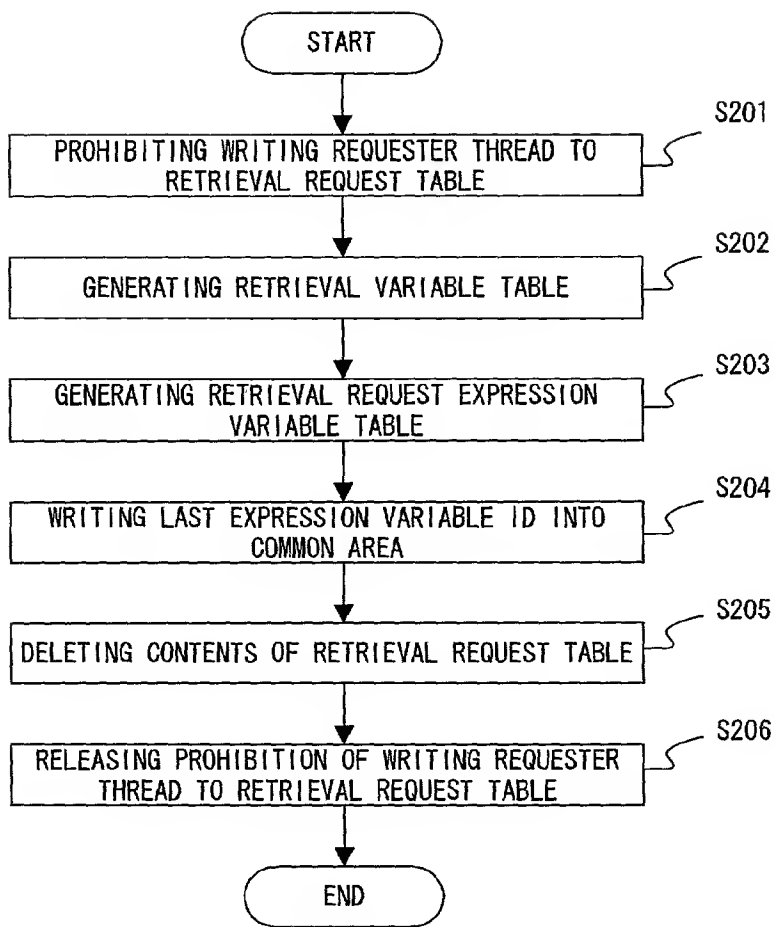 START
S201
PROHIBITING WRITING REQUESTER THREAD TO
RETRIEVAL REQUEST TABLE
S202
GENERATING RETRIEVAL VARIABLE TABLE
S203
GENERATING RETRIEVAL REQUEST EXPRESSION
VARIABLE TABLE
S204
WRITING LAST EXPRESSION VARIABLE ID INTO
COMMON AREA
S205
DELETING CONTENTS OF RETRIEVAL REQUEST TABLE
S206
RELEASING PROHIBITION OF WRITING REQUESTER
THREAD TO RETRIEVAL REQUEST TABLE
END